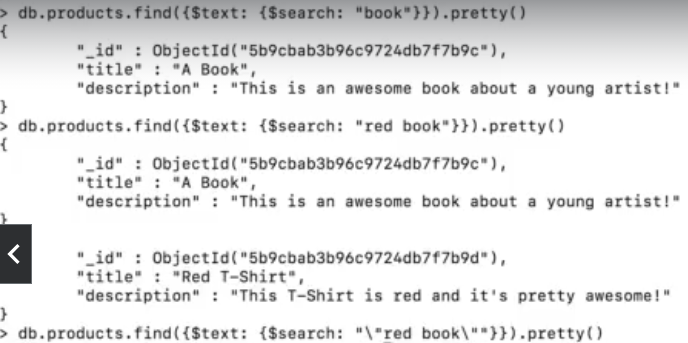 > db.products.find({$text: {$search: "book"}}).pretty()
{
"_id" : ObjectId("5b9cbab3b96c9724db7f7b9c"),
"title" : "A Book",
"description" : "This is an awesome book about a young artist!"
}
> db.products.find({$text: {$search: "red book"}}).pretty()
{
"_id" : ObjectId("5b9cbab3b96c9724db7f7b9c"),
"title" : "A Book",
"description" : "This is an awesome book about a young artist!"
}
"_id" : ObjectId("5b9cbab3b96c9724db7f7b9d"),
"title" : "Red T-Shirt",
"description" : "This T-Shirt is red and it's pretty awesome!"
}
> db.products.find({$text: {$search: "\"red book\""}}).pretty()